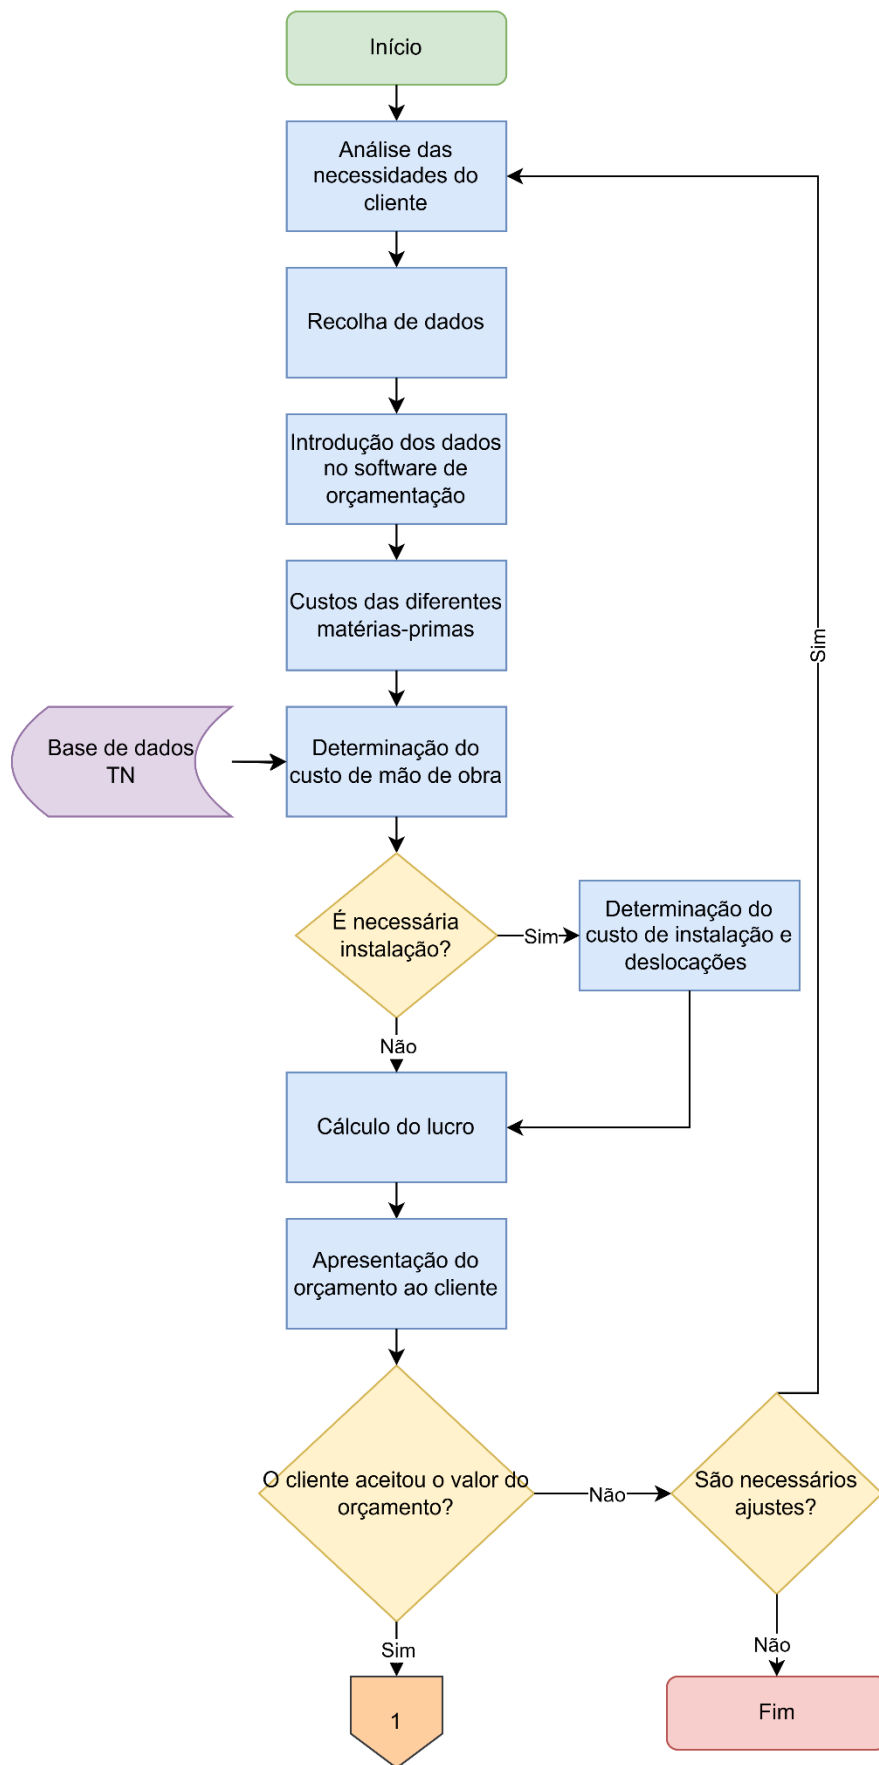 Início
Análise das
necessidades do
cliente
Recolha de dados
Introdução dos dados
no software de
orçamentação
Custos das diferentes
matérias-primas
Sim
Base de dados
TN
Determinação do
custo de mão de obra
É necessária
instalação?
Sim
Determinação do
custo de instalação e
deslocações
Não
Cálculo do lucro
Apresentação do
orçamento ao cliente
O cliente aceitou o valor do
orçamento?
Não
São necessários
ajustes?
Sim
Não
1
Fim